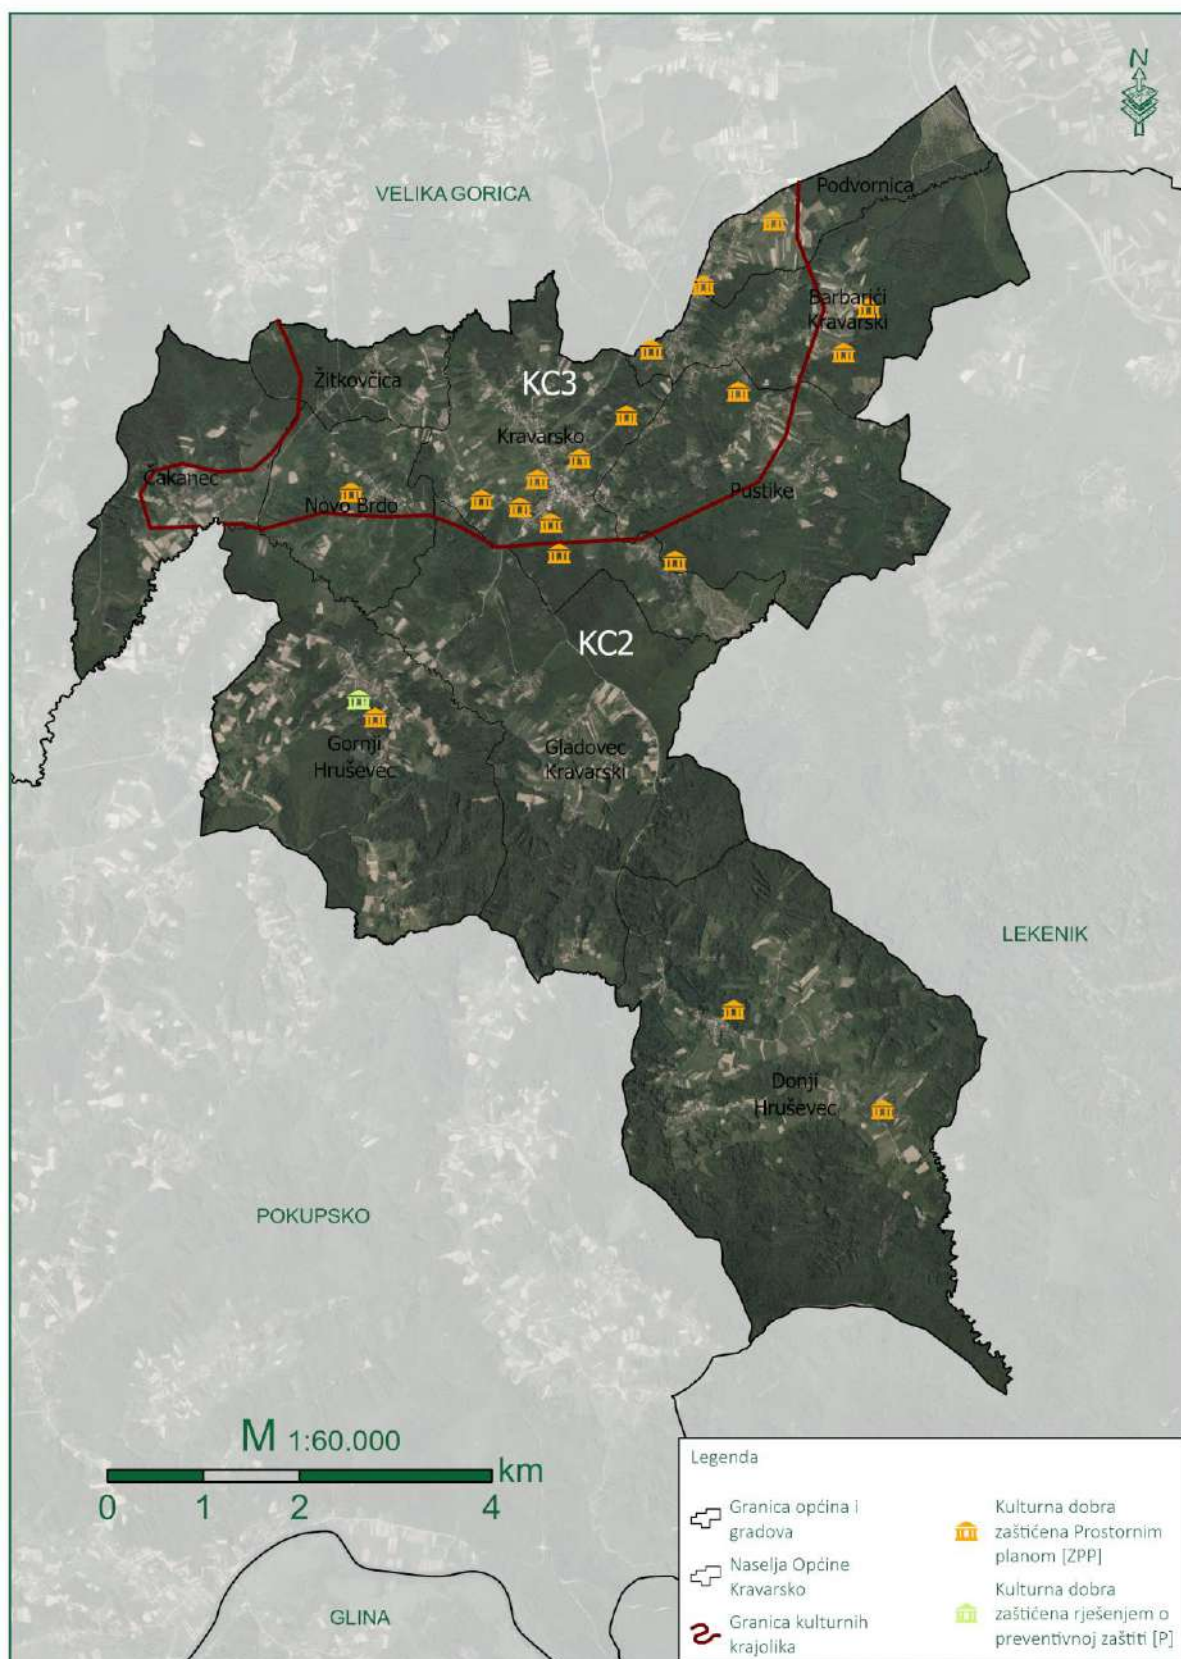 N
VELIKA GORICA
Podvornica
Barbarići
Kravarski
Žitkovčica
KC3
Kravarsko
Čakanec
Novo Brdo
Pustike
KC2
Gornji
Hruševec
Gladovec
Kravarski
LEKENIK
Donji
Hruševec
POKUPSKO
M 1:60.000
km
0 1 2 4
GLINA
Legenda
Granica općina i
gradova
Naselja Općine
Kravarsko
Granica kulturnih
krajolika
Kulturna dobra
zaštićena Prostornim
planom [ZPP]
Kulturna dobra
zaštićena rješenjem o
preventivnoj zaštiti [P]